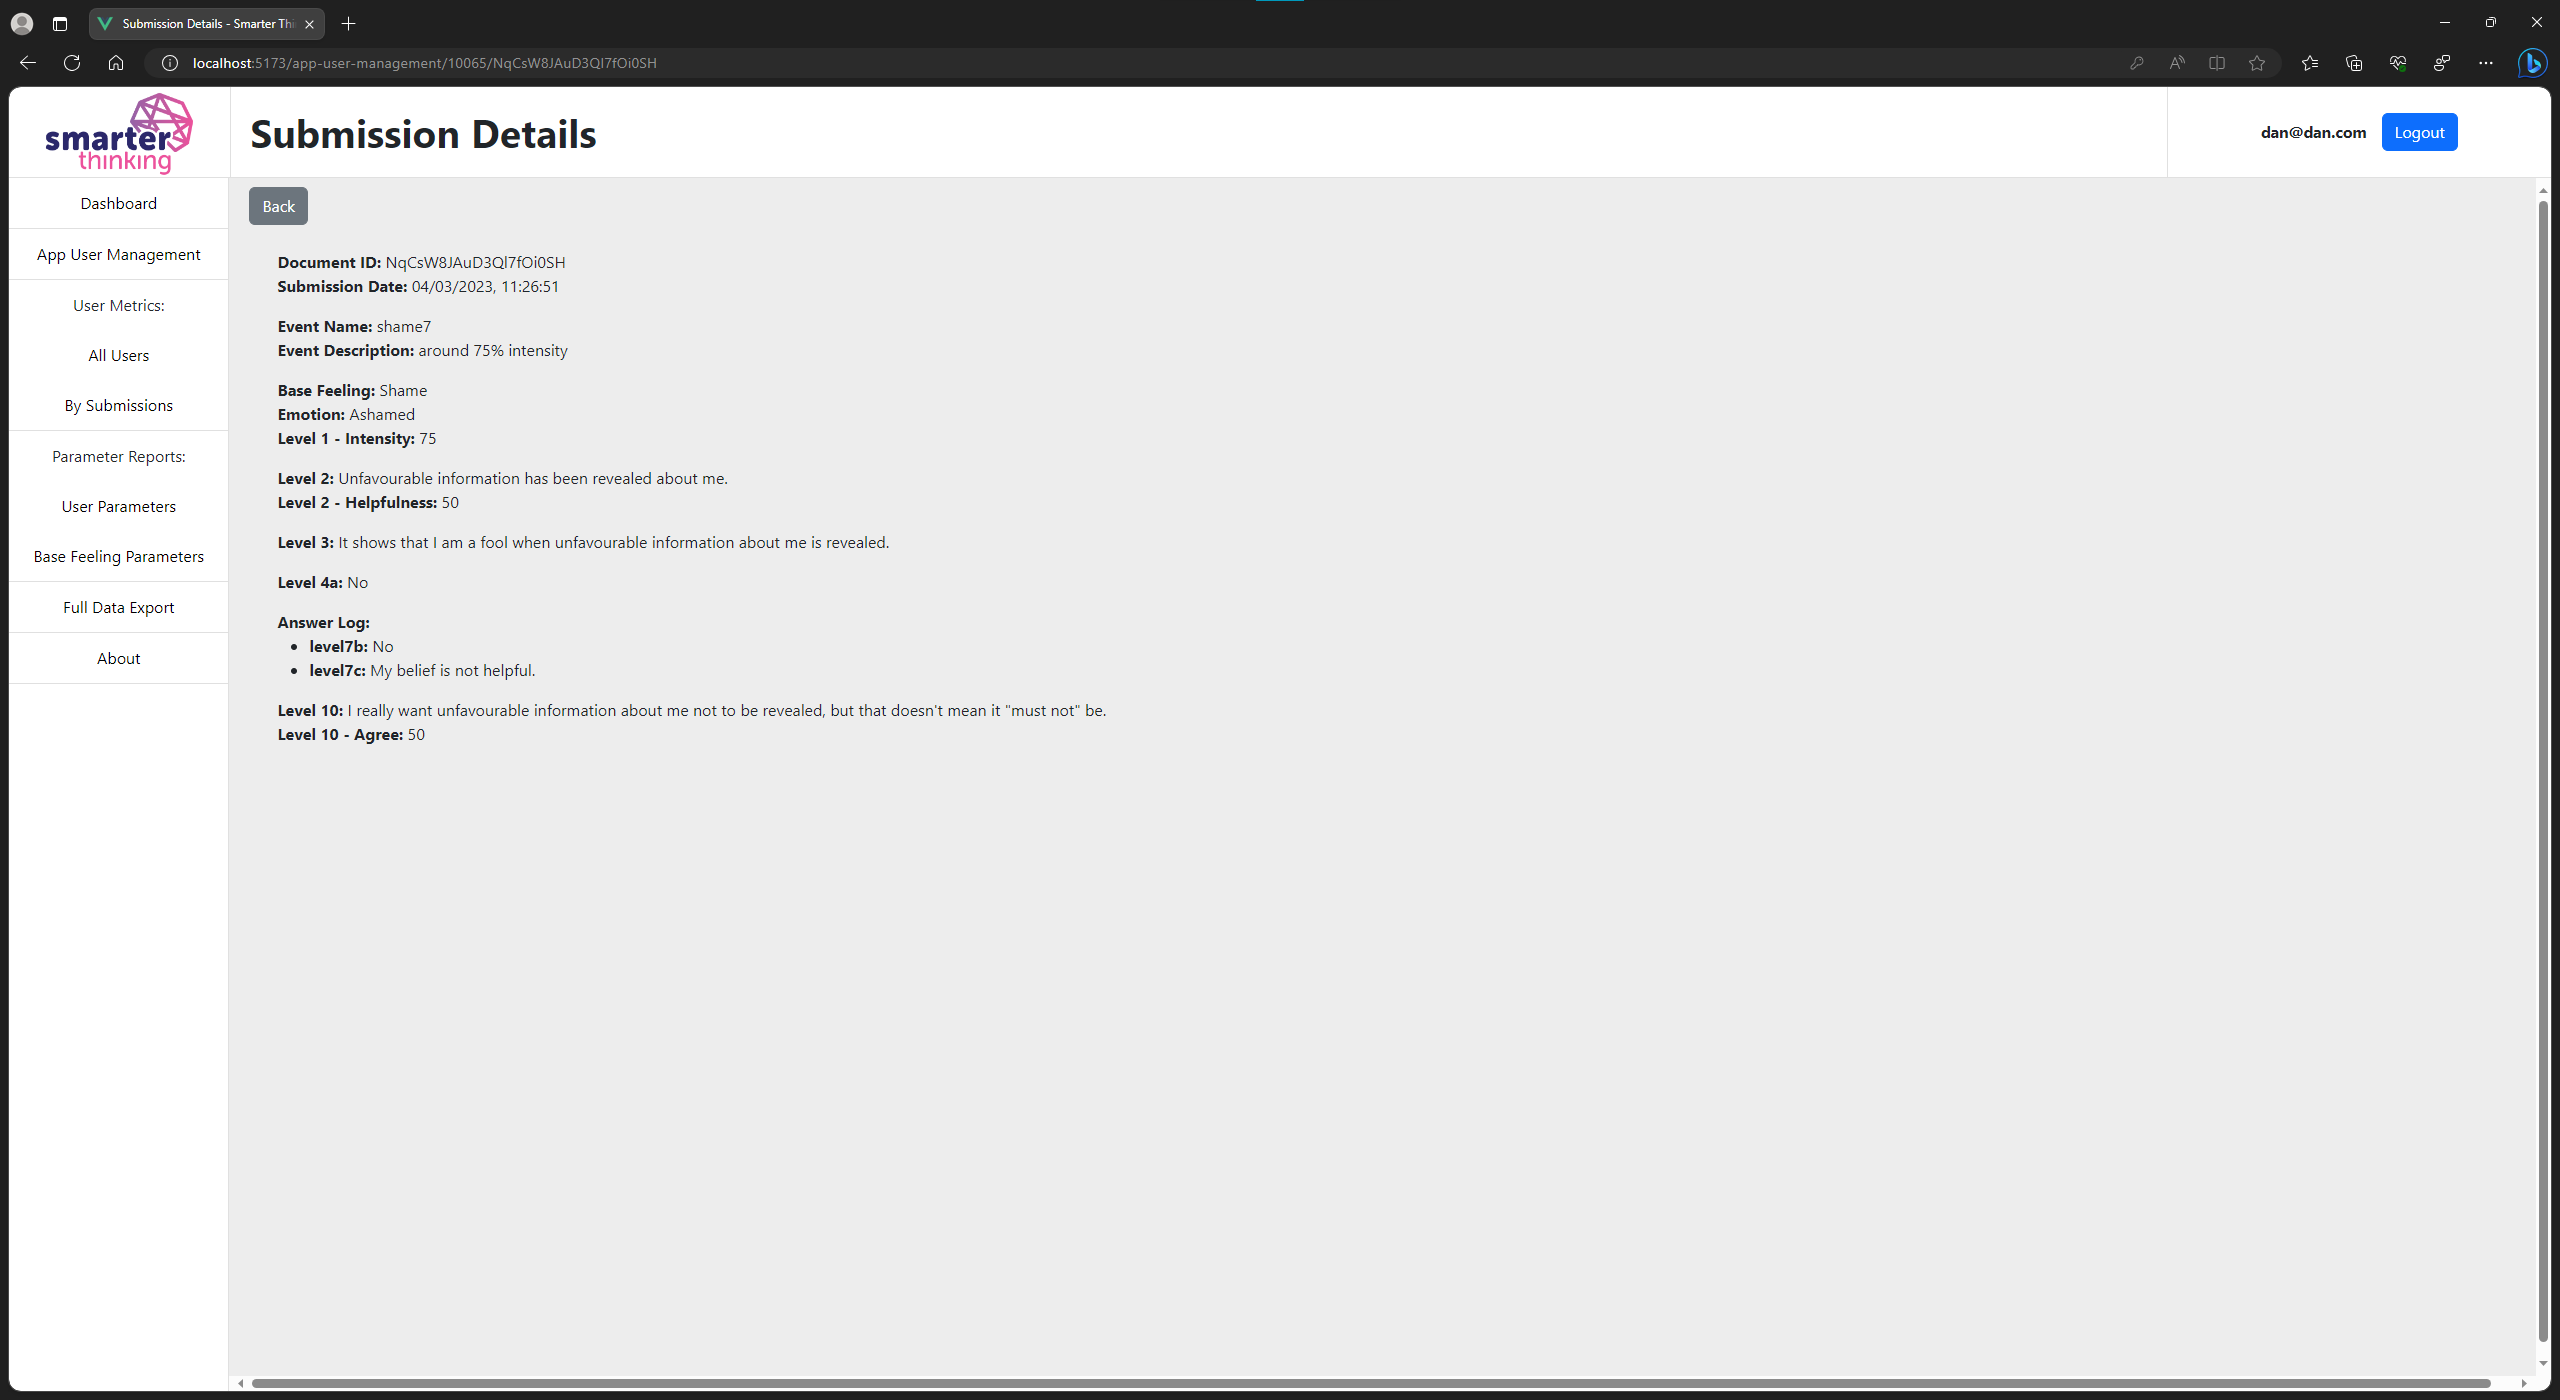 Submission Details - Smarter Thi
localhost:5173/app-user-management/10065/NqCsW8JAuD3Ql7fOi0SH
smarter
thinking
Submission Details
dan@dan.com
Logout
Dashboard
App User Management
User Metrics:
All Users
By Submissions
Parameter Reports:
User Parameters
Base Feeling Parameters
Full Data Export
About
Back
Document ID: NqCsW8JAuD3Ql7fOi0SH
Submission Date: 04/03/2023, 11:26:51
Event Name: shame7
Event Description: around 75% intensity
Base Feeling: Shame
Emotion: Ashamed
Level 1 - Intensity: 75
Level 2: Unfavourable information has been revealed about me.
Level 2 - Helpfulness: 50
Level 3: It shows that I am a fool when unfavourable information about me is revealed.
Level 4a: No
Answer Log:
• level7b: No
• level7c: My belief is not helpful.
Level 10: I really want unfavourable information about me not to be revealed, but that doesn't mean it "must not" be.
Level 10 - Agree: 50